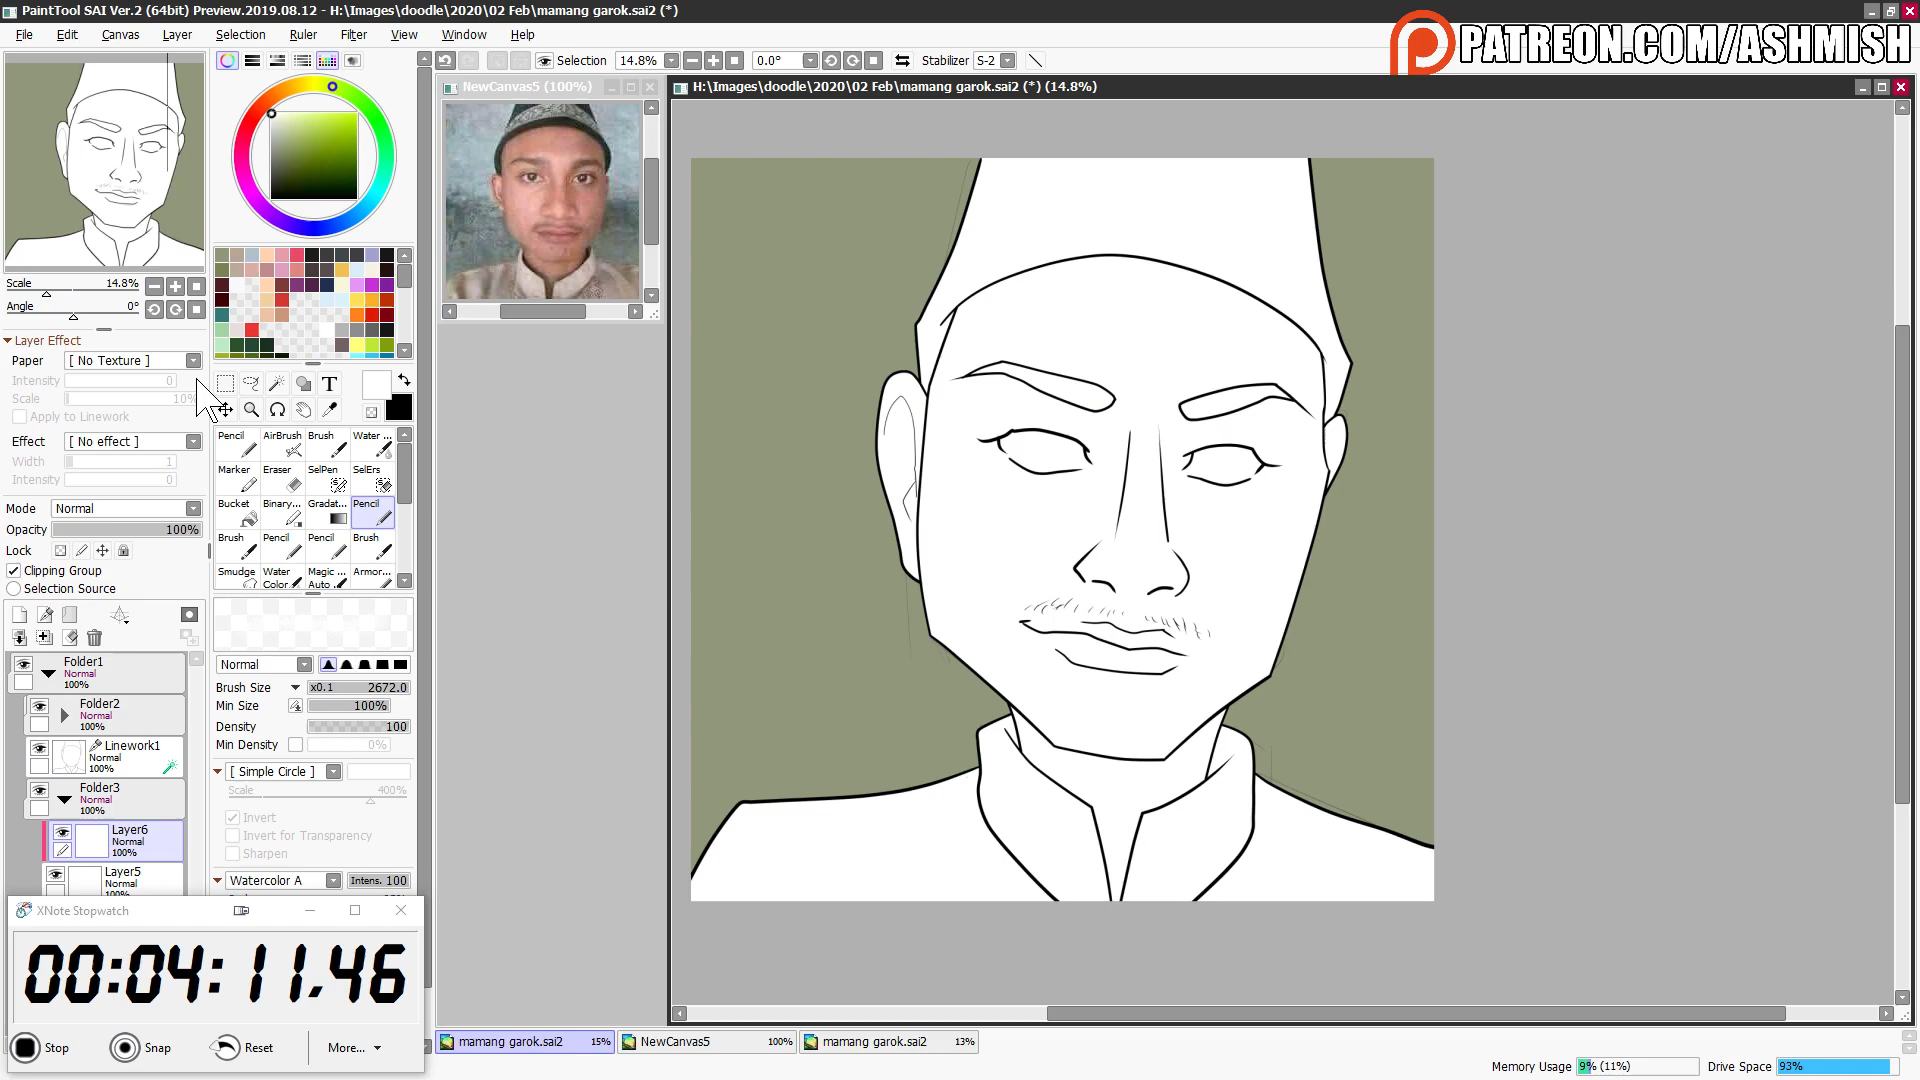 PaintTool SAI Ver.2 (64bit) Preview.2019.08.12 - H:\Images\doodle\2020\02 Feb\mamang garok.sai2 (*)
File Edit Canvas Layer Selection Ruler Filter View Window Help
PATREON.COM/ASHMISH
Selection 14.8% 0.0° Stabilizer S-2
NewCanvas5 (100%)
H:\Images\doodle\2020\02 Feb\mamang garok.sai2 (*) (14.8%)
Scale 14.8%
Angle 0°
Layer Effect
Paper [ No Texture ]
Intensity 0
Scale 10%
Apply to Linework
Effect [ No effect ]
Width 1
Intensity 0
Mode Normal
Opacity 100%
Lock
Clipping Group
Selection Source
Folder1
Normal
100%
Folder2
Normal
100%
Linework1
Normal
100%
Folder3
Normal
100%
Layer6
Normal
100%
Layer5
Normal
100%
T
Pencil AirBrush Brush Water ...
Marker Eraser SelPen SelErs
Bucket Binary... Gradat... Pencil
Brush Pencil Pencil Brush
Smudge Water Color... Magic ... Auto ... Armor...
Normal
Brush Size x0.1 2672.0
Min Size 100%
Density 100
Min Density 0%
[ Simple Circle ]
Scale 400%
Invert
Invert for Transparency
Sharpen
Watercolor A Intens. 100
XNote Stopwatch
00:04:11.46
Stop Snap Reset More...
mamang garok.sai2 15% NewCanvas5 100% mamang garok.sai2 13%
Memory Usage 9% (11%) Drive Space 93%